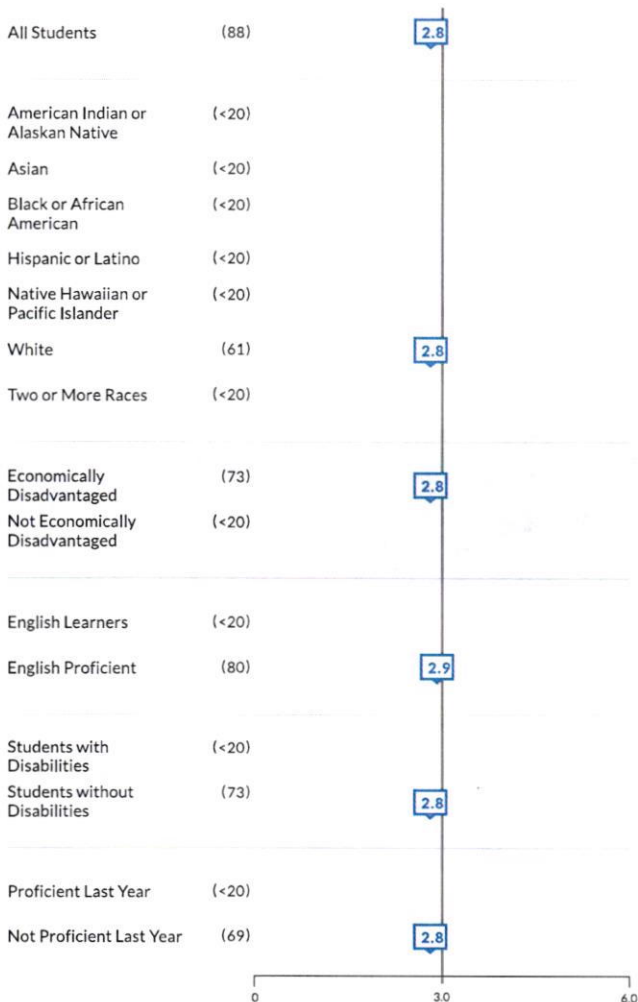 All Students (88) 2.8
American Indian or (<20)
Alaskan Native
Asian (<20)
Black or African (<20)
American
Hispanic or Latino (<20)
Native Hawaiian or (<20)
Pacific Islander
White (61) 2.8
Two or More Races (<20)
Economically (73) 2.8
Disadvantaged
Not Economically (<20)
Disadvantaged
English Learners (<20)
English Proficient (80) 2.9
Students with (<20)
Disabilities
Students without (73) 2.8
Disabilities
Proficient Last Year (<20)
Not Proficient Last Year (69) 2.8
0 3.0 6.0